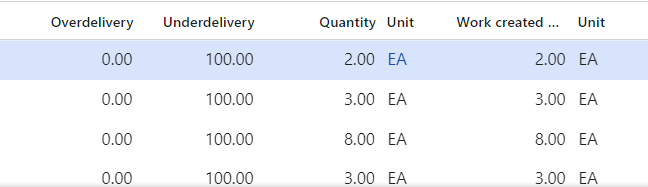 Overdelivery Underdelivery Quantity Unit Work created ... Unit
0.00 100.00 2.00 EA 2.00 EA
0.00 100.00 3.00 EA 3.00 EA
0.00 100.00 8.00 EA 8.00 EA
0.00 100.00 3.00 EA 3.00 EA